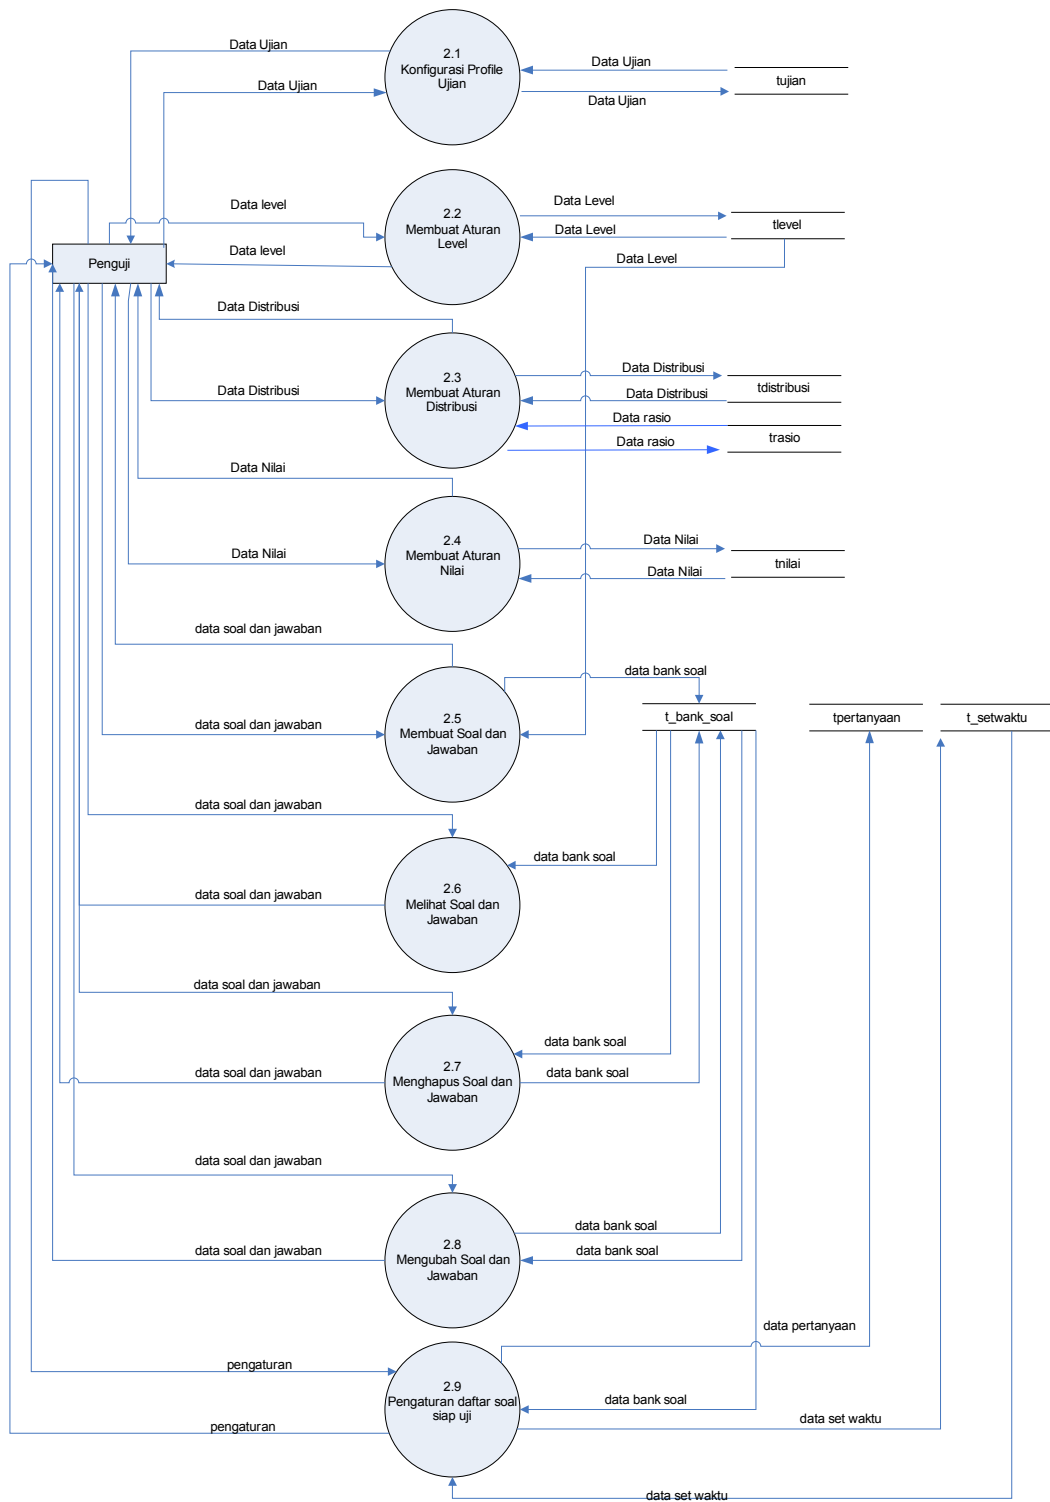 2.1
Konfigurasi Profile
Ujian
Data Ujian
Data Ujian
Data Ujian
Data Ujian
tujian
2.2
Membuat Aturan
Level
Data level
Data level
Data Level
Data Level
Data Level
tlevel
Penguji
2.3
Membuat Aturan
Distribusi
Data Distribusi
Data Distribusi
Data Distribusi
Data Distribusi
tdistribusi
Data rasio
Data rasio
trasio
2.4
Membuat Aturan
Nilai
Data Nilai
Data Nilai
Data Nilai
Data Nilai
tnilai
2.5
Membuat Soal dan
Jawaban
data soal dan jawaban
data soal dan jawaban
data bank soal
t_bank_soal
tpertanyaan
t_setwaktu
2.6
Melihat Soal dan
Jawaban
data soal dan jawaban
data soal dan jawaban
data bank soal
2.7
Menghapus Soal dan
Jawaban
data soal dan jawaban
data soal dan jawaban
data bank soal
data bank soal
2.8
Mengubah Soal dan
Jawaban
data soal dan jawaban
data soal dan jawaban
data bank soal
data bank soal
2.9
Pengaturan daftar soal
siap uji
pengaturan
pengaturan
data pertanyaan
data bank soal
data set waktu
data set waktu